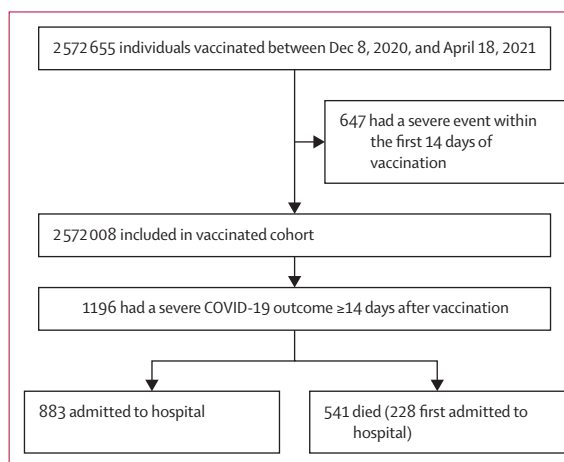 2 572 655 individuals vaccinated between Dec 8, 2020, and April 18, 2021
647 had a severe event within
the first 14 days of
vaccination
2 572 008 included in vaccinated cohort
1196 had a severe COVID-19 outcome ≥14 days after vaccination
883 admitted to hospital
541 died (228 first admitted to
hospital)